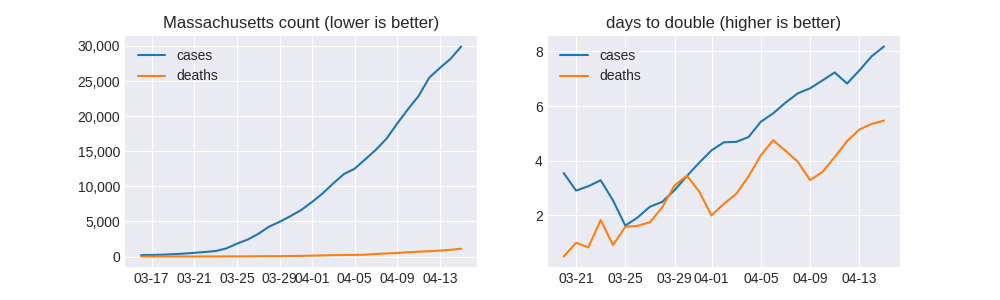 Massachusetts count (lower is better)
cases
deaths
30,000
25,000
20,000
15,000
10,000
5,000
0
03-17 03-21 03-25 03-29 04-01 04-05 04-09 04-13
days to double (higher is better)
cases
deaths
8
6
4
2
03-21 03-25 03-29 04-01 04-05 04-09 04-13